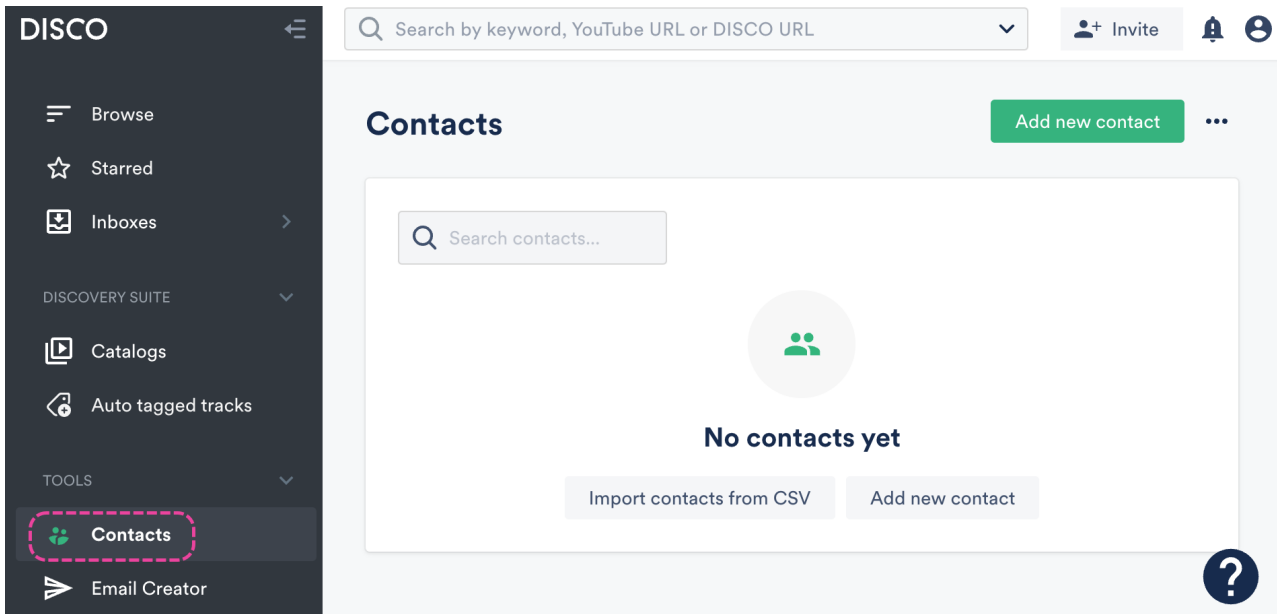 DISCO
Search by keyword, YouTube URL or DISCO URL
Invite
Browse
Starred
Inboxes
DISCOVERY SUITE
Catalogs
Auto tagged tracks
TOOLS
Contacts
Email Creator
Contacts
Add new contact
Search contacts...
No contacts yet
Import contacts from CSV
Add new contact
?